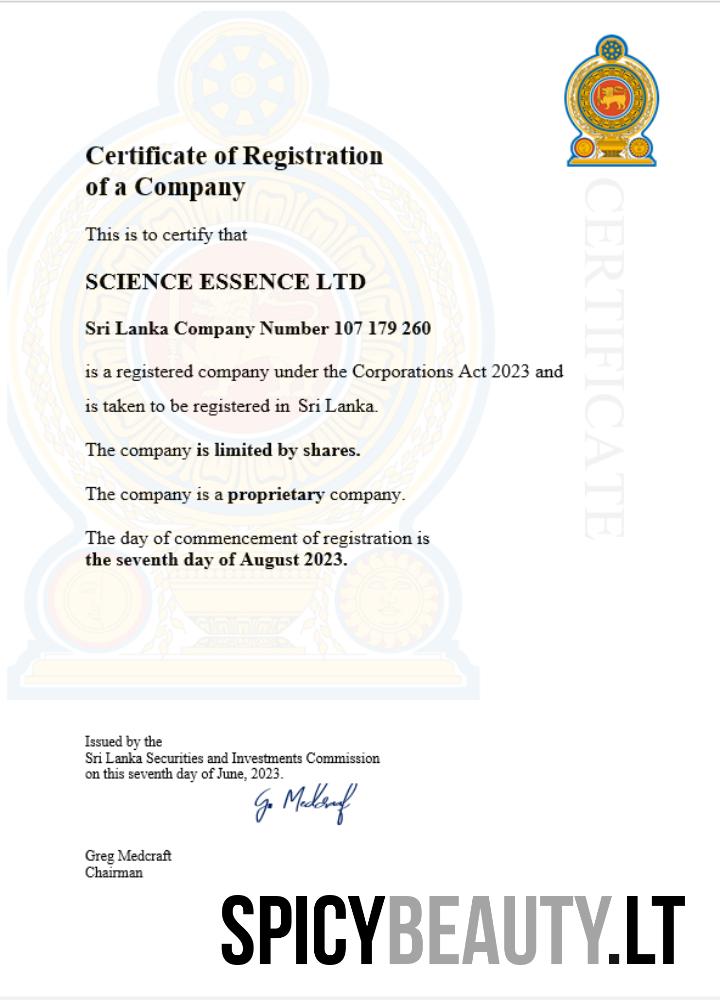 Certificate of Registration
of a Company
This is to certify that
SCIENCE ESSENCE LTD
Sri Lanka Company Number 107 179 260
is a registered company under the Corporations Act 2023 and
is taken to be registered in Sri Lanka.
The company is limited by shares.
The company is a proprietary company.
The day of commencement of registration is
the seventh day of August 2023.
CERTIFICATE
Issued by the
Sri Lanka Securities and Investments Commission
on this seventh day of June, 2023.
G. Medcraf
Greg Medcraft
Chairman
SPICYBEAUTY.LT